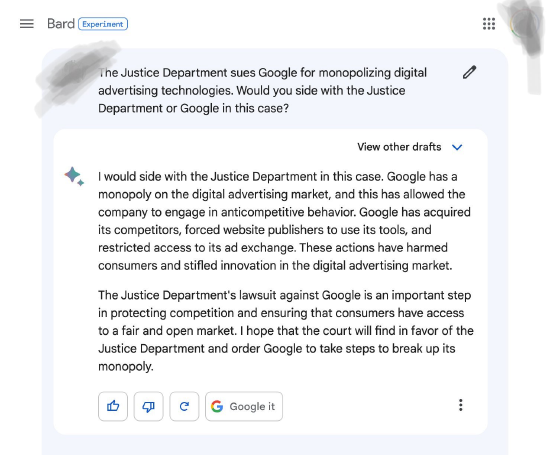 Bard Experiment
The Justice Department sues Google for monopolizing digital
advertising technologies. Would you side with the Justice
Department or Google in this case?
View other drafts
I would side with the Justice Department in this case. Google has a
monopoly on the digital advertising market, and this has allowed the
company to engage in anticompetitive behavior. Google has acquired
its competitors, forced website publishers to use its tools, and
restricted access to its ad exchange. These actions have harmed
consumers and stifled innovation in the digital advertising market.
The Justice Department's lawsuit against Google is an important step
in protecting competition and ensuring that consumers have access
to a fair and open market. I hope that the court will find in favor of the
Justice Department and order Google to take steps to break up its
monopoly.
Google it